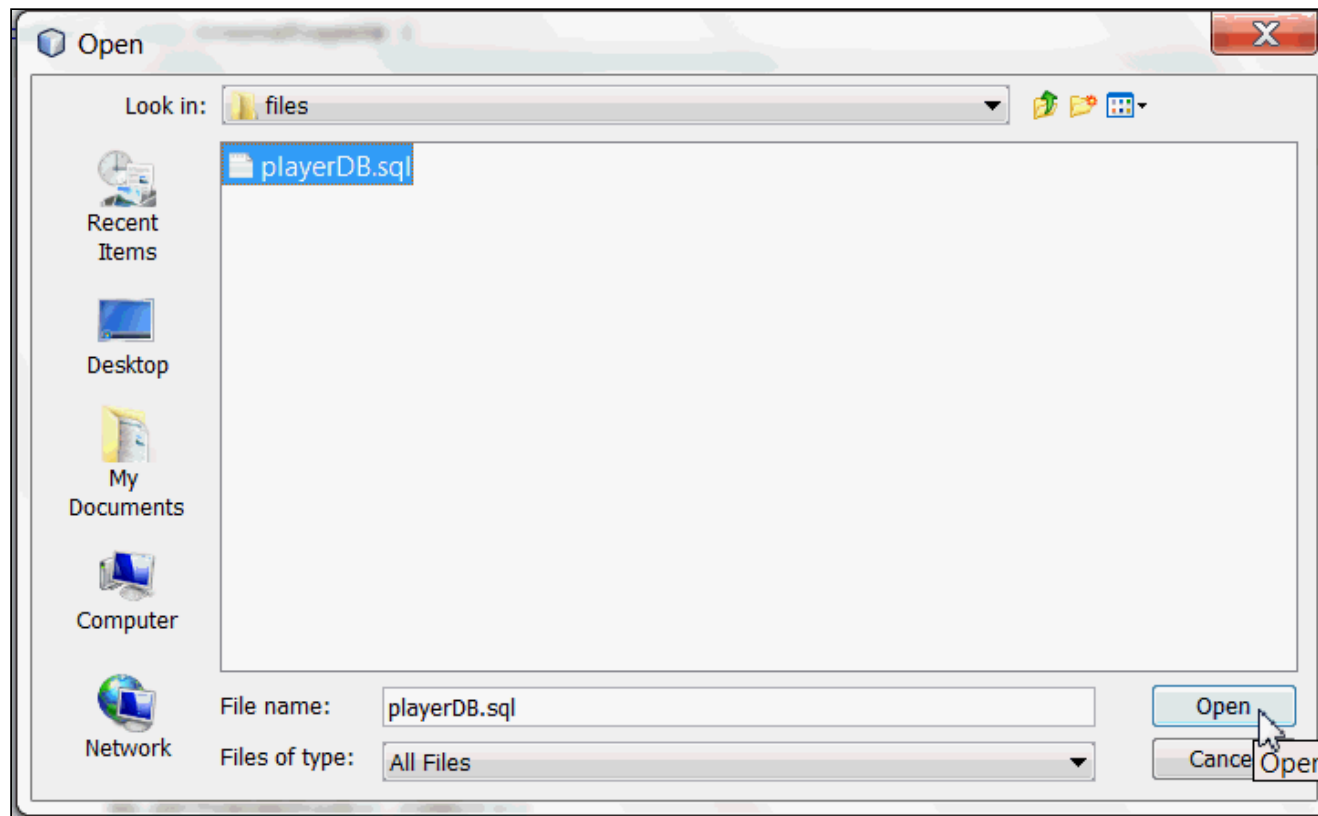 Open
Look in:
files
playerDB.sql
Recent
Items
Desktop
My
Documents
Computer
Network
File name:
playerDB.sql
Open
Files of type:
All Files
Cance
Oper